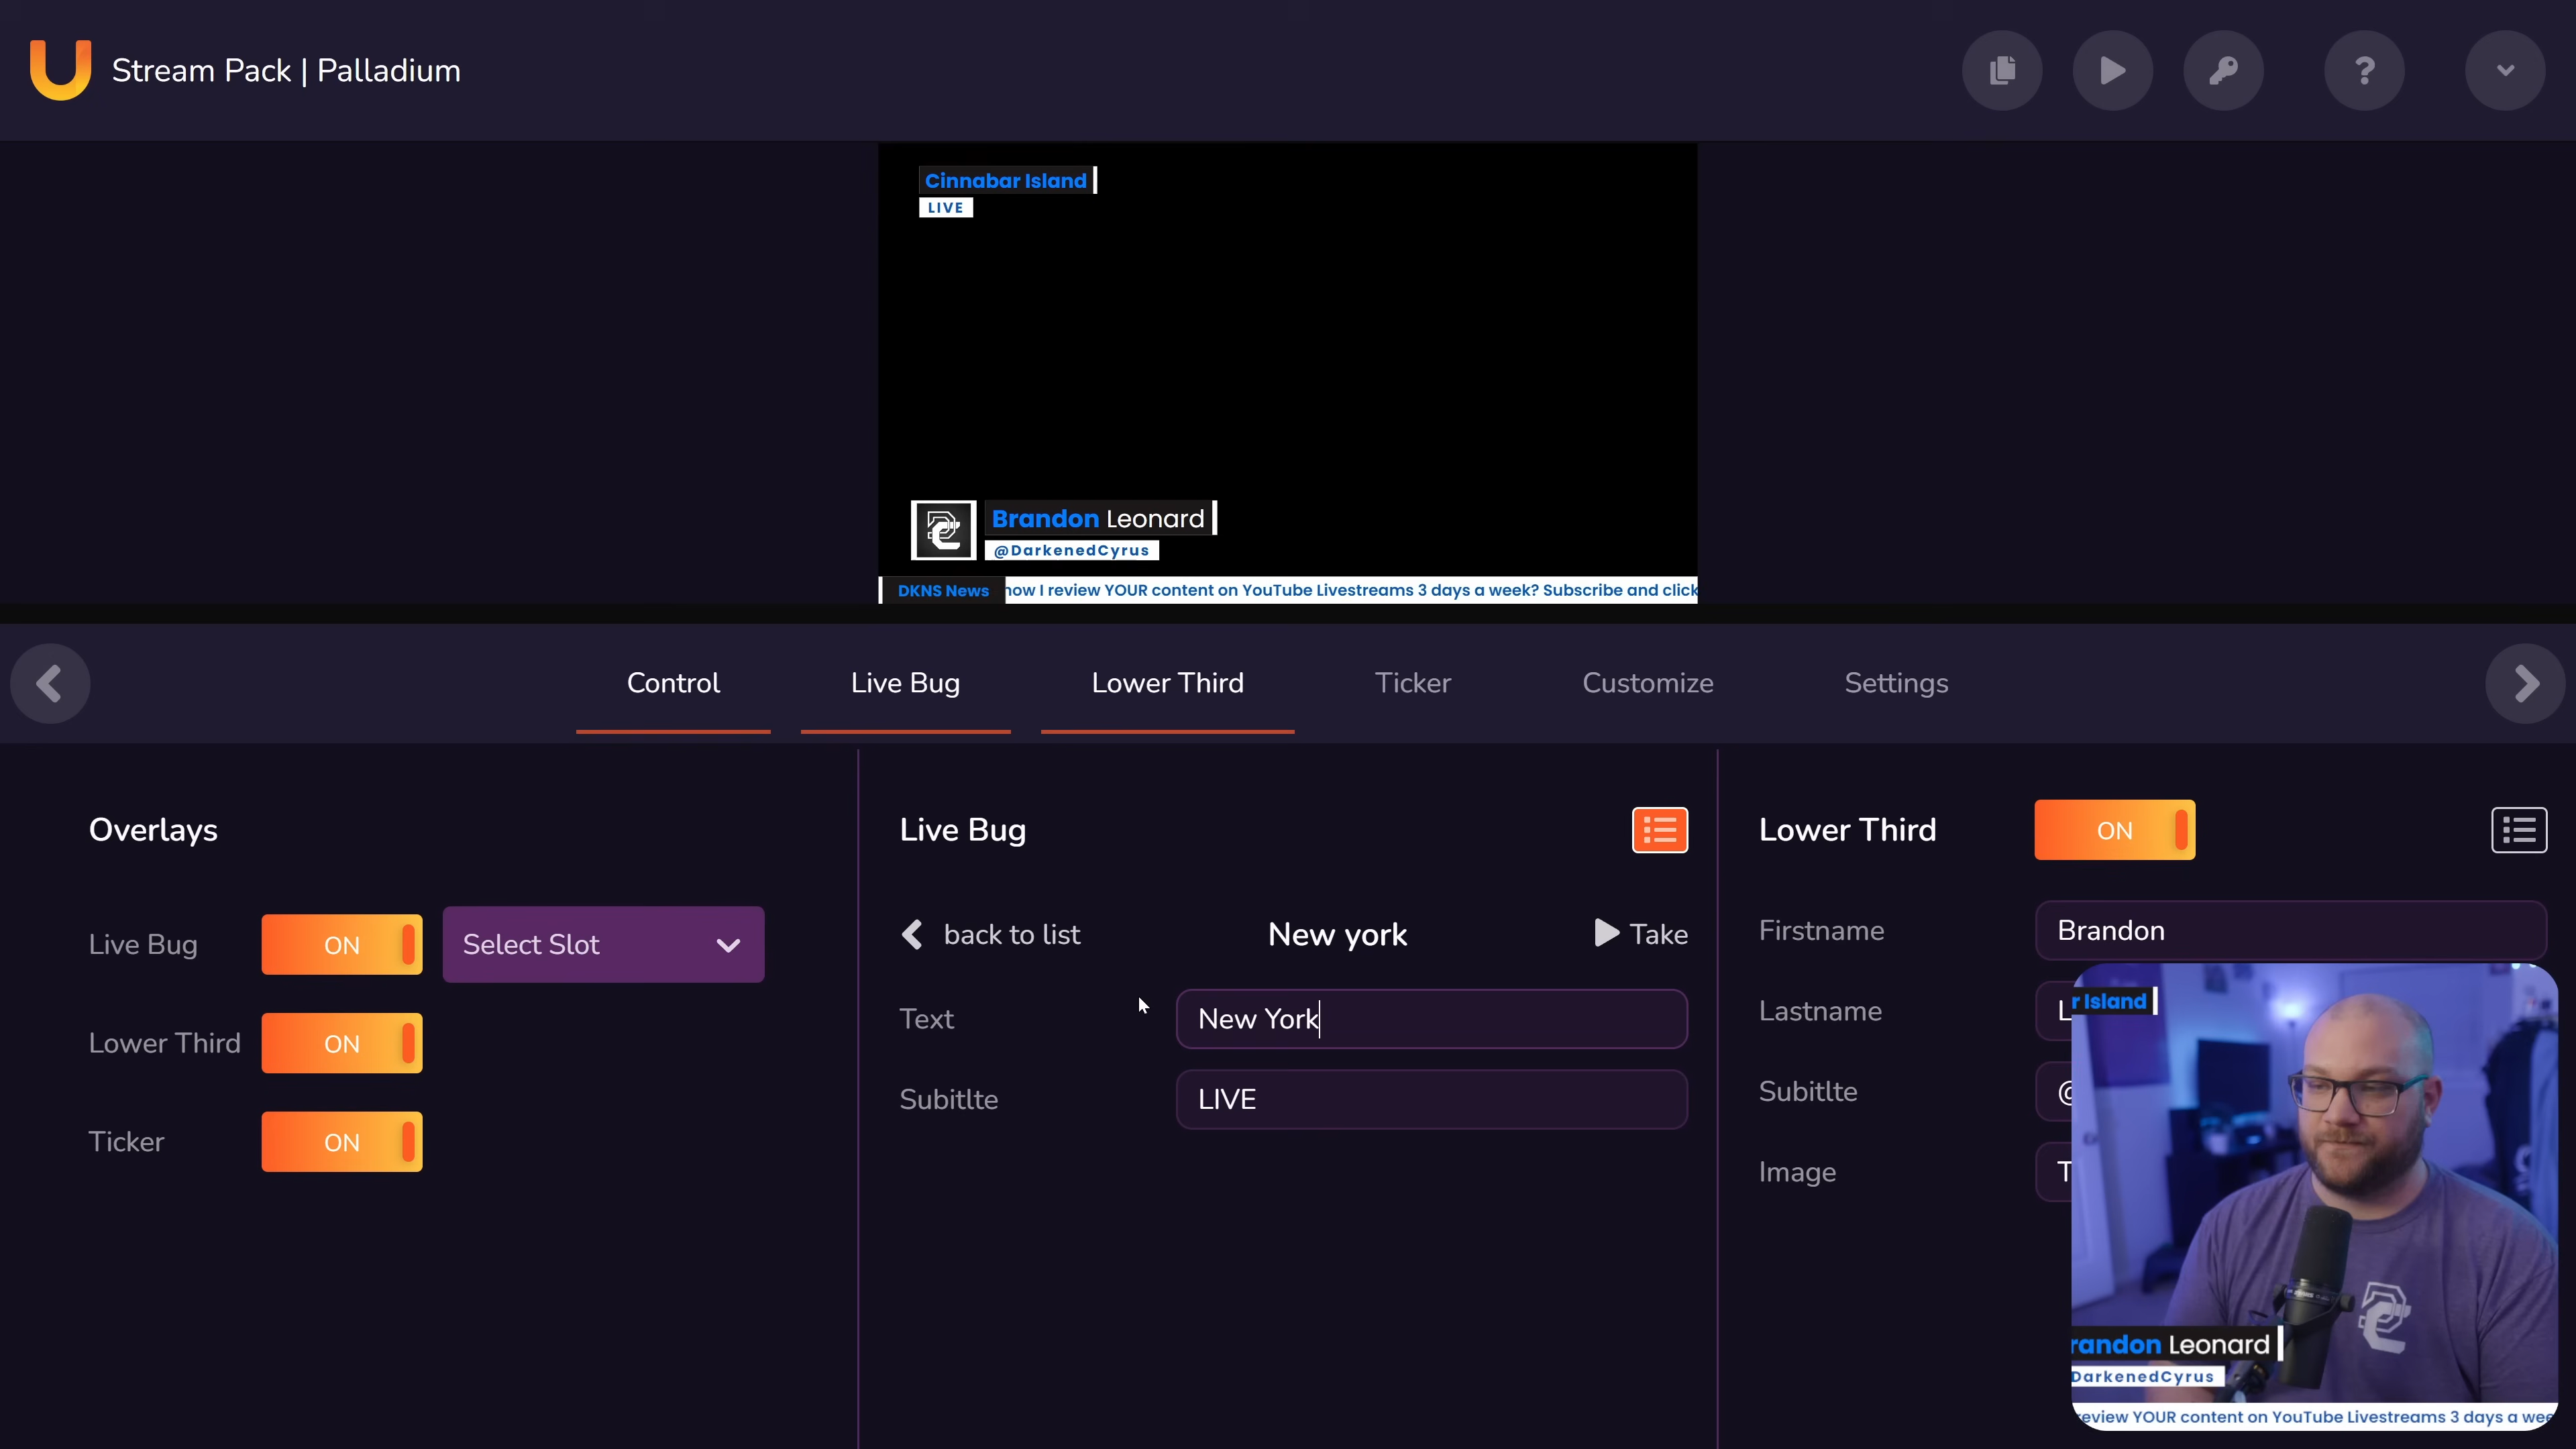 Stream Pack | Palladium
?
Cinnabar Island
LIVE
Brandon Leonard
@DarkenedCyrus
DKNS News
now I review YOUR content on YouTube Livestreams 3 days a week? Subscribe and click
Control
Live Bug
Lower Third
Ticker
Customize
Settings
Overlays
Live Bug
ON
Select Slot
Lower Third
ON
Ticker
ON
Live Bug
back to list
New york
Take
Text
New York
Subitlte
LIVE
Lower Third
ON
Firstname
Brandon
Lastname
L
Subitlte
@
Image
T
r Island
randon Leonard
DarkenedCyrus
review YOUR content on YouTube Livestreams 3 days a wee